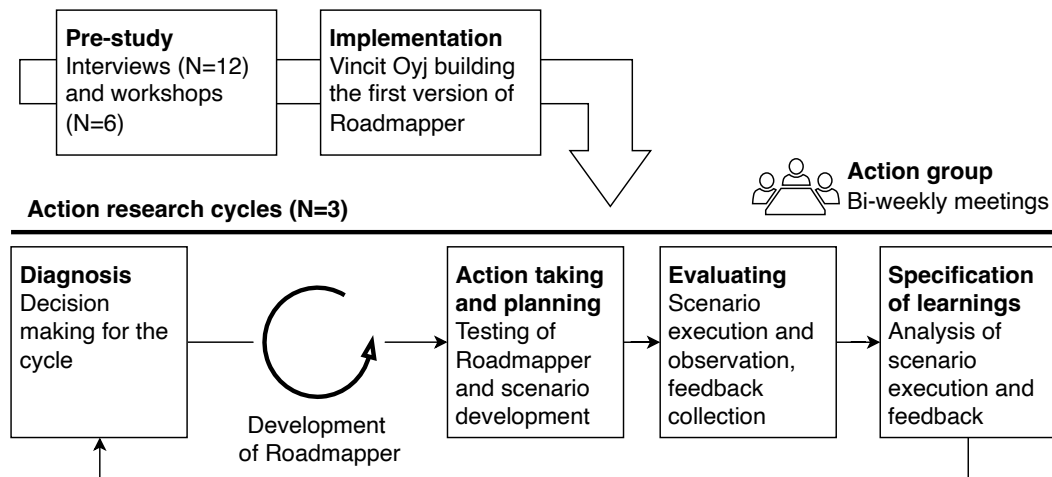 Pre-study
Interviews (N=12)
and workshops
(N=6)
Implementation
Vincit Oyj building
the first version of
Roadmapper
Action group
Bi-weekly meetings
Action research cycles (N=3)
Diagnosis
Decision
making for the
cycle
Development
of Roadmapper
Action taking
and planning
Testing of
Roadmapper
and scenario
development
Evaluating
Scenario
execution and
observation,
feedback
collection
Specification
of learnings
Analysis of
scenario
execution and
feedback